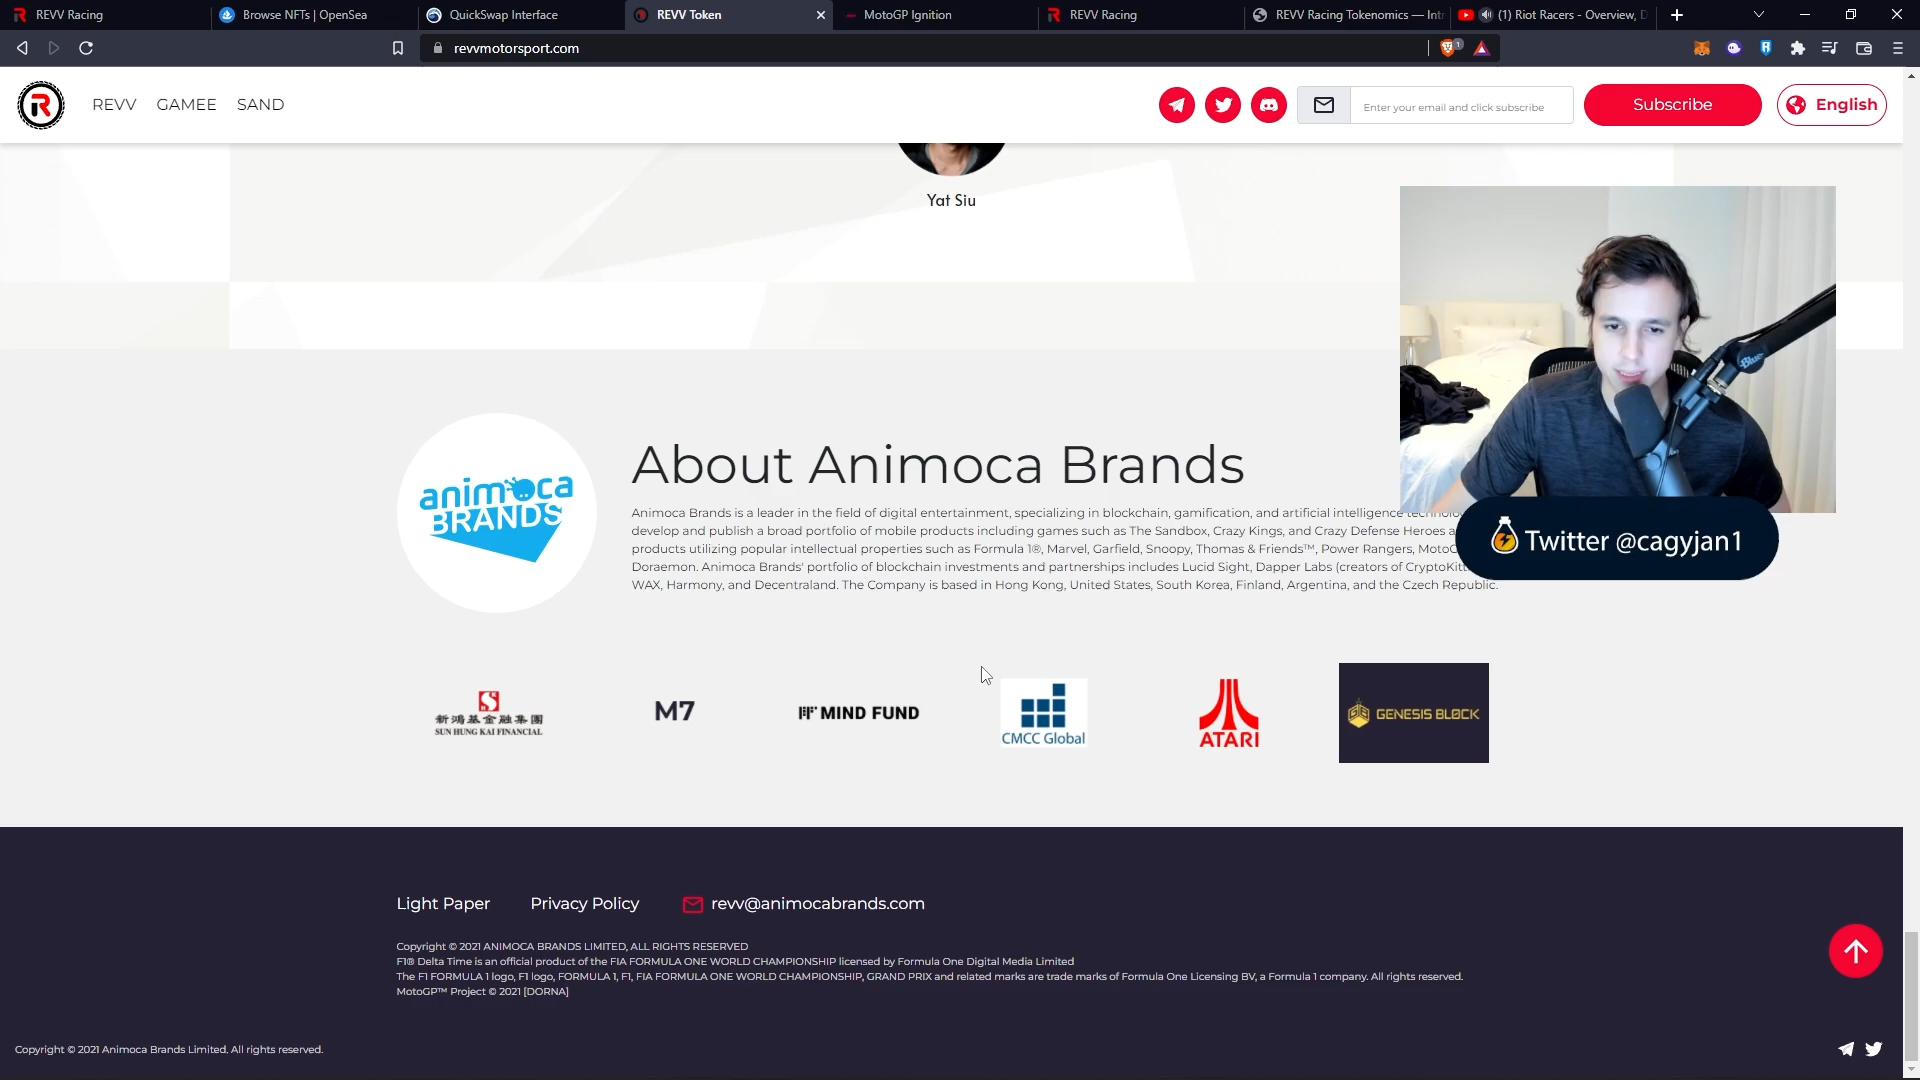 REVV Racing
Browse NFTs | OpenSea
QuickSwap Interface
REVV Token
MotoGP Ignition
REVV Racing
REVV Racing Tokenomics — Intr
(1) Riot Racers - Overview, D
revvmotorsport.com
1
REVV
GAMEE
SAND
Enter your email and click subscribe
Subscribe
English
Yat Siu
animoca
BRANDS
About Animoca Brands
Animoca Brands is a leader in the field of digital entertainment, specializing in blockchain, gamification, and artificial intelligence
develop and publish a broad portfolio of mobile products including games such as The Sandbox, Crazy Kings, and Crazy Defense Heroes
products utilizing popular intellectual properties such as Formula 1®, Marvel, Garfield, Snoopy, Thomas & Friends™, Power Rangers,
Doraemon. Animoca Brands' portfolio of blockchain investments and partnerships includes Lucid Sight, Dapper Labs (creators of
WAX, Harmony, and Decentraland. The Company is based in Hong Kong, United States, South Korea, Finland, Argentina, and the Czech Republic.
Blue
Twitter @cagyjan1
新鴻基金融集團
SUN HUNG KAI FINANCIAL
M7
MIND FUND
CMCC Global
ATARI
GENESIS BLOCK
Light Paper
Privacy Policy
revv@animocabrands.com
Copyright © 2021 ANIMOCA BRANDS LIMITED, ALL RIGHTS RESERVED
F1® Delta Time is an official product of the FIA FORMULA ONE WORLD CHAMPIONSHIP licensed by Formula One Digital Media Limited
The F1 FORMULA 1 logo, F1 logo, FORMULA 1, F1, FIA FORMULA ONE WORLD CHAMPIONSHIP, GRAND PRIX and related marks are trade marks of Formula One Licensing BV, a Formula 1 company. All rights reserved.
MotoGP™ Project © 2021 [DORNA]
Copyright © 2021 Animoca Brands Limited. All rights reserved.